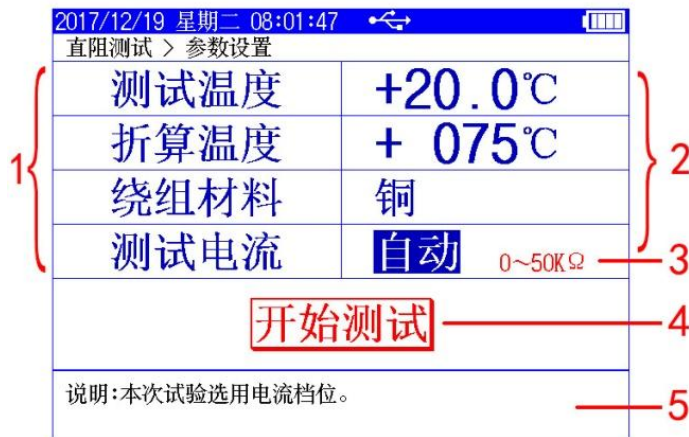 2017/12/19 星期二 08:01:47
直阻测试 > 参数设置
测试温度 +20.0℃
折算温度 + 075℃
绕组材料 铜
测试电流 自动 0~50KΩ
开始测试
说明:本次试验选用电流档位。
1
2
3
4
5